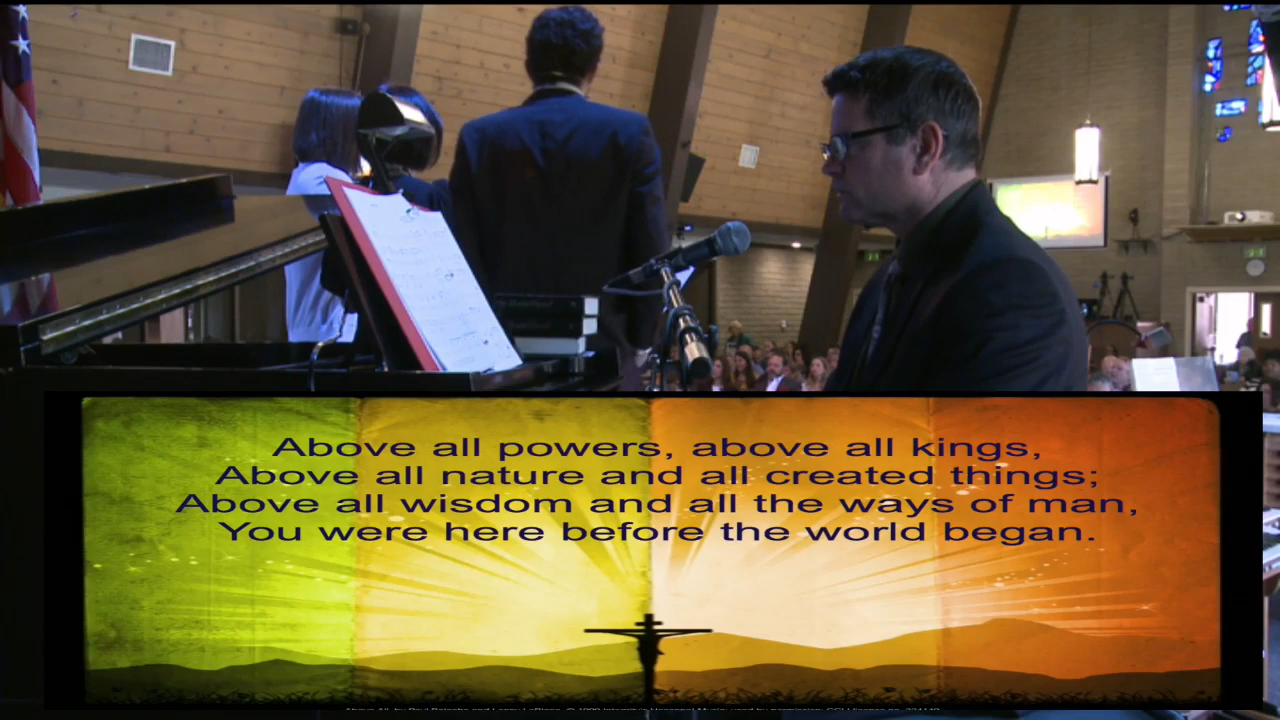 Above all powers, above all kings,
Above all nature and all created things;
Above all wisdom and all the ways of man,
You were here before the world began.